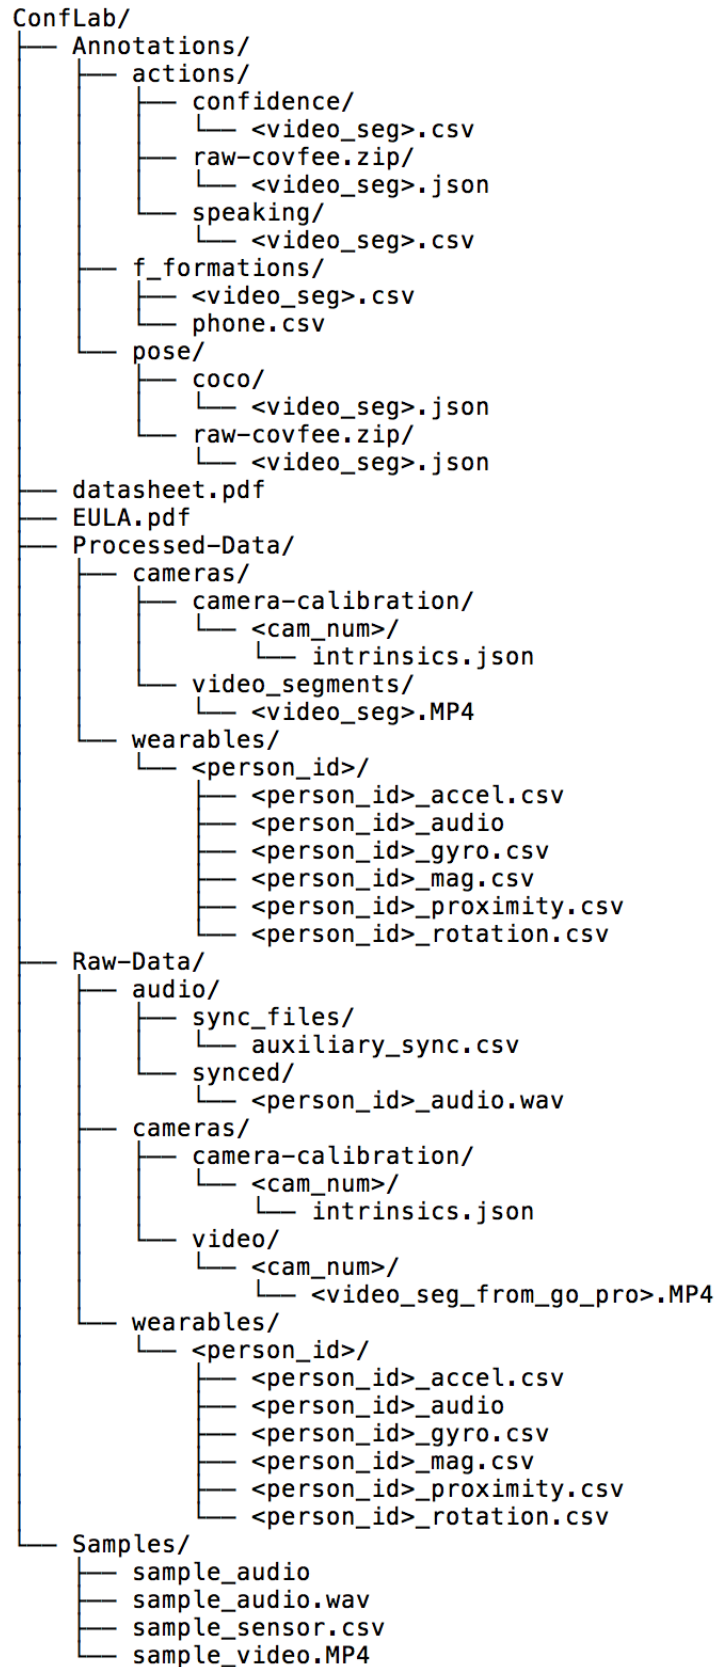 ConfLab/
├── Annotations/
│   ├── actions/
│   │   ├── confidence/
│   │   │   └── <video_seg>.csv
│   │   ├── raw-covfee.zip/
│   │   │   └── <video_seg>.json
│   │   └── speaking/
│   │       └── <video_seg>.csv
│   ├── f_formations/
│   │   ├── <video_seg>.csv
│   │   └── phone.csv
│   └── pose/
│       ├── coco/
│       │   └── <video_seg>.json
│       └── raw-covfee.zip/
│           └── <video_seg>.json
├── datasheet.pdf
├── EULA.pdf
├── Processed-Data/
│   ├── cameras/
│   │   ├── camera-calibration/
│   │   │   └── <cam_num>/
│   │   │       └── intrinsics.json
│   │   └── video_segments/
│   │       └── <video_seg>.MP4
│   └── wearables/
│       └── <person_id>/
│           ├── <person_id>_accel.csv
│           ├── <person_id>_audio
│           ├── <person_id>_gyro.csv
│           ├── <person_id>_mag.csv
│           ├── <person_id>_proximity.csv
│           └── <person_id>_rotation.csv
├── Raw-Data/
│   ├── audio/
│   │   ├── sync_files/
│   │   │   └── auxiliary_sync.csv
│   │   └── synced/
│   │       └── <person_id>_audio.wav
│   ├── cameras/
│   │   ├── camera-calibration/
│   │   │   └── <cam_num>/
│   │   │       └── intrinsics.json
│   │   └── video/
│   │       └── <cam_num>/
│   │           └── <video_seg_from_go_pro>.MP4
│   └── wearables/
│       └── <person_id>/
│           ├── <person_id>_accel.csv
│           ├── <person_id>_audio
│           ├── <person_id>_gyro.csv
│           ├── <person_id>_mag.csv
│           ├── <person_id>_proximity.csv
│           └── <person_id>_rotation.csv
└── Samples/
    ├── sample_audio
    ├── sample_audio.wav
    ├── sample_sensor.csv
    └── sample_video.MP4